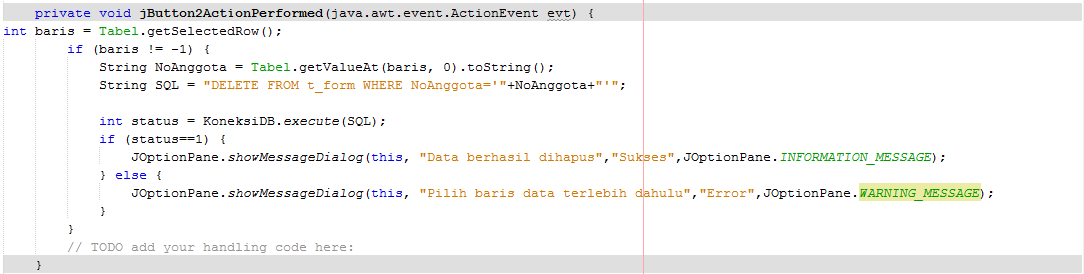 private void jButton2ActionPerformed(java.awt.event.ActionEvent evt) {
int baris = Tabel.getSelectedRow();
if (baris != -1) {
String NoAnggota = Tabel.getValueAt(baris, 0).toString();
String SQL = "DELETE FROM t_form WHERE NoAnggota='"+NoAnggota+"'";
int status = KoneksiDB.execute(SQL);
if (status==1) {
JOptionPane.showMessageDialog(this, "Data berhasil dihapus","Sukses",JOptionPane.INFORMATION_MESSAGE);
} else {
JOptionPane.showMessageDialog(this, "Pilih baris data terlebih dahulu","Error",JOptionPane.WARNING_MESSAGE);
}
}
// TODO add your handling code here:
}